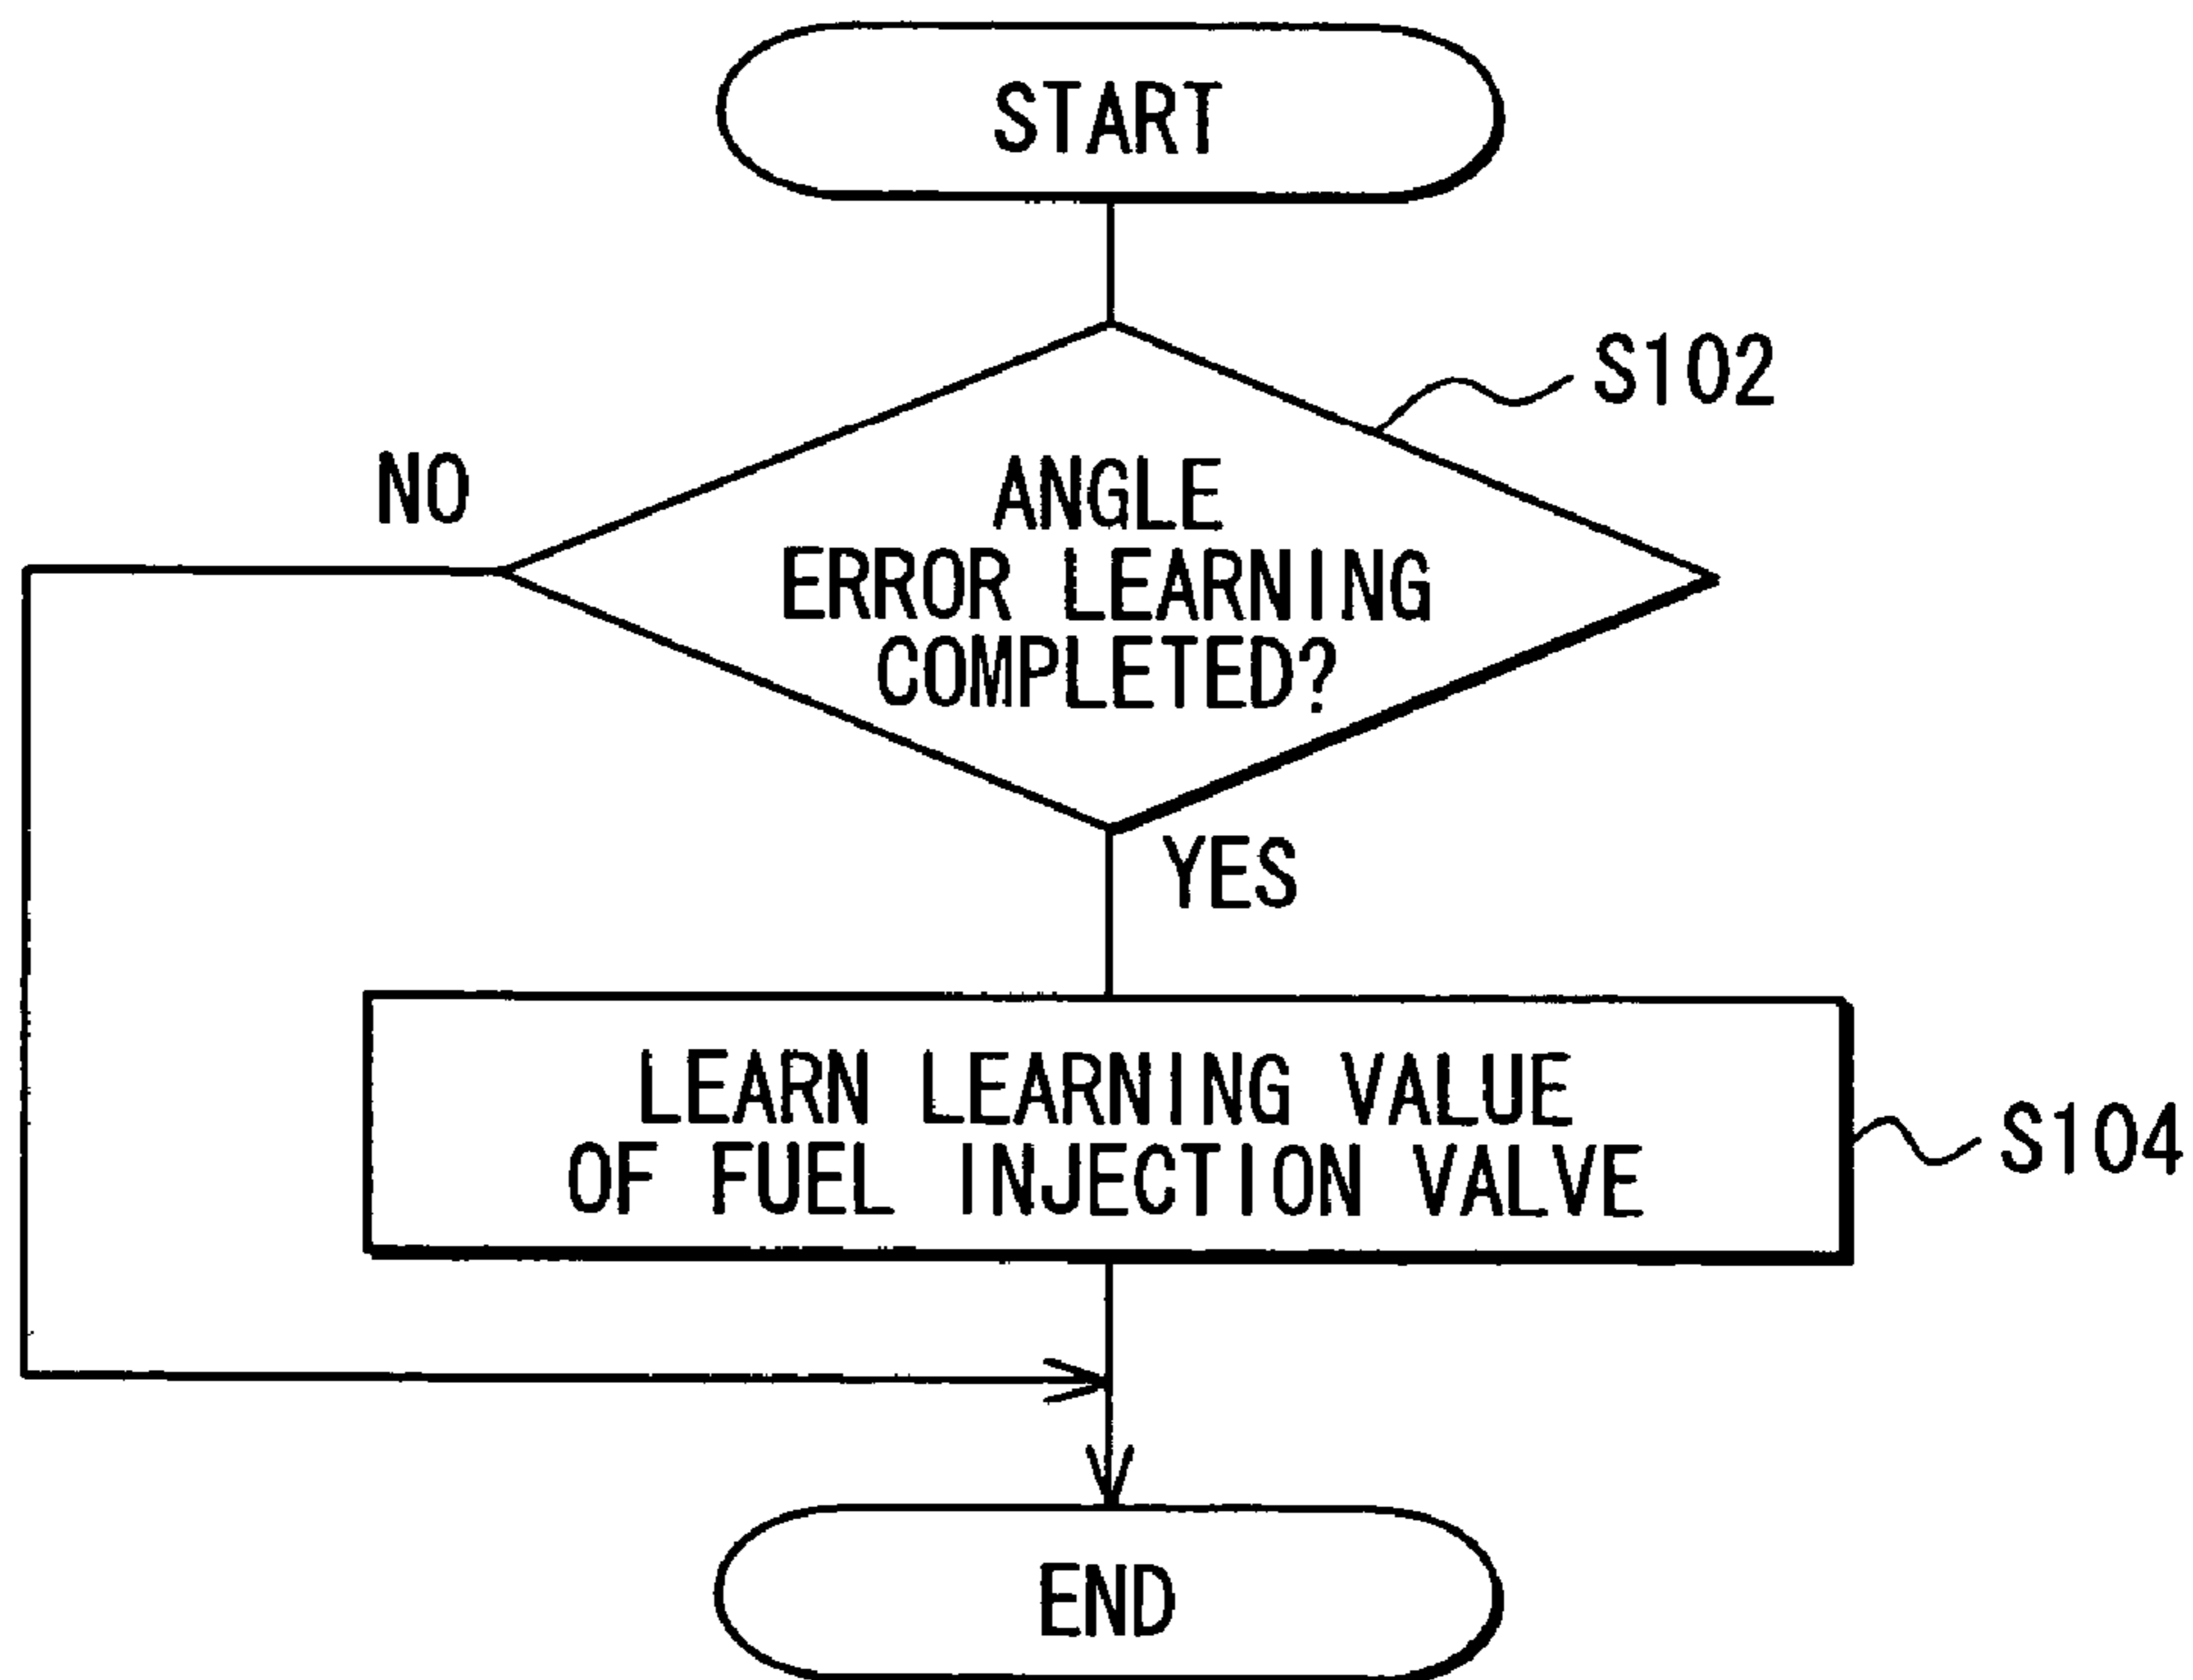 START
S102
NO
ANGLE
ERROR LEARNING
COMPLETED?
YES
LEARN LEARNING VALUE
OF FUEL INJECTION VALVE
S104
END